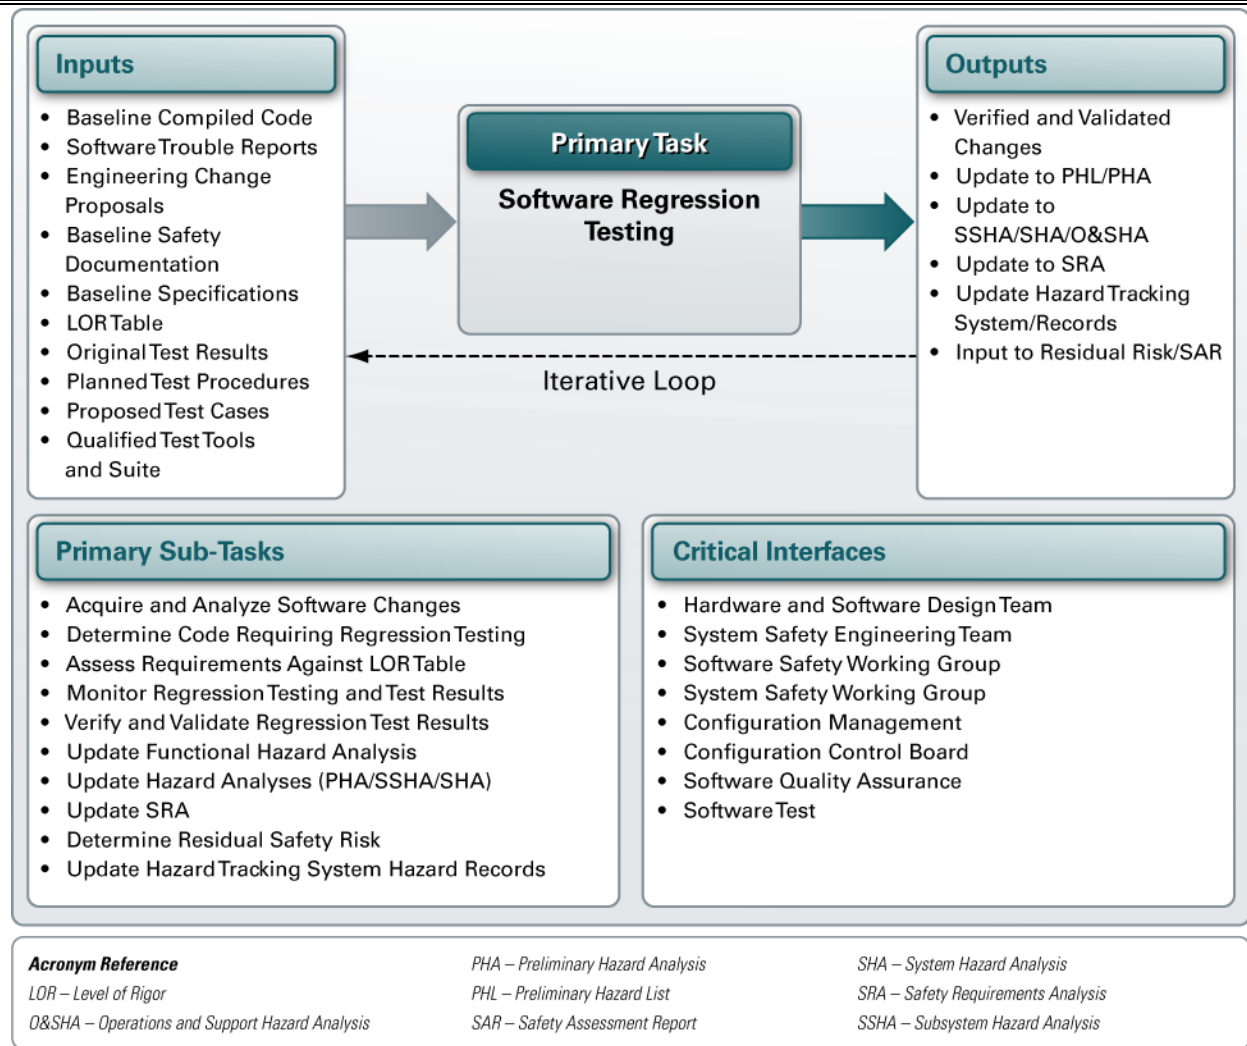 Inputs
• Baseline Compiled Code
• Software Trouble Reports
• Engineering Change
Proposals
• Baseline Safety
Documentation
• Baseline Specifications
• LOR Table
• Original Test Results
• Planned Test Procedures
• Proposed Test Cases
• Qualified Test Tools
and Suite
Primary Task
Software Regression
Testing
Iterative Loop
Outputs
• Verified and Validated
Changes
• Update to PHL/PHA
• Update to
SSHA/SHA/O&SHA
• Update to SRA
• Update Hazard Tracking
System/Records
• Input to Residual Risk/SAR
Primary Sub-Tasks
• Acquire and Analyze Software Changes
• Determine Code Requiring Regression Testing
• Assess Requirements Against LOR Table
• Monitor Regression Testing and Test Results
• Verify and Validate Regression Test Results
• Update Functional Hazard Analysis
• Update Hazard Analyses (PHA/SSHA/SHA)
• Update SRA
• Determine Residual Safety Risk
• Update Hazard Tracking System Hazard Records
Critical Interfaces
• Hardware and Software Design Team
• System Safety Engineering Team
• Software Safety Working Group
• System Safety Working Group
• Configuration Management
• Configuration Control Board
• Software Quality Assurance
• Software Test
Acronym Reference
LOR – Level of Rigor
O&SHA – Operations and Support Hazard Analysis
PHA – Preliminary Hazard Analysis
PHL – Preliminary Hazard List
SAR – Safety Assessment Report
SHA – System Hazard Analysis
SRA – Safety Requirements Analysis
SSHA – Subsystem Hazard Analysis